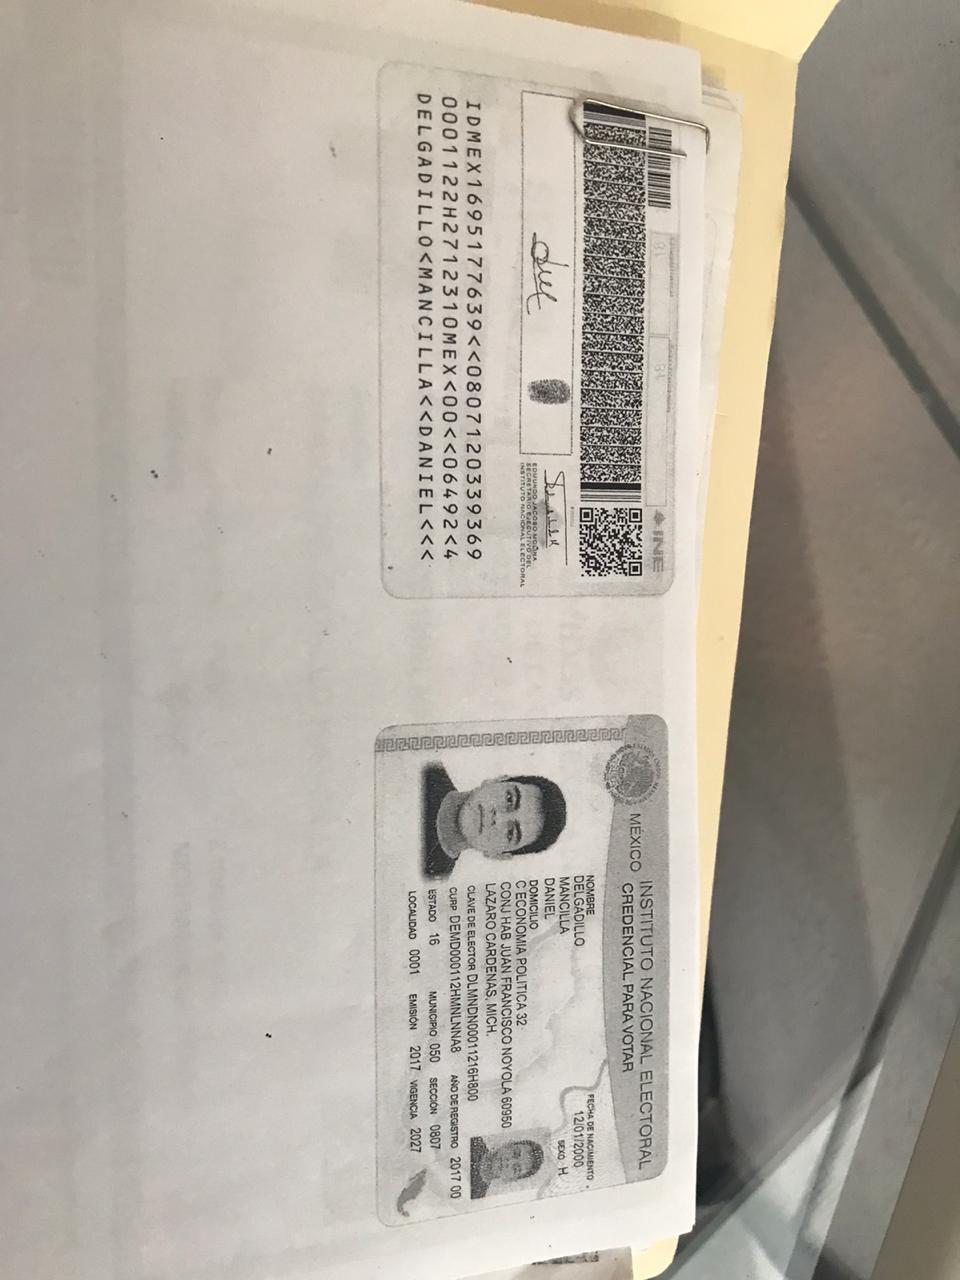 MÉXICO INSTITUTO NACIONAL ELECTORAL
CREDENCIAL PARA VOTAR
NOMBRE
DELGADILLO
MANCILLA
DANIEL
FECHA DE NACIMIENTO
12/01/2000
SEXO H
DOMICILIO
C ECONOMIA POLITICA 32
CONJ HAB JUAN FRANCISCO NOYOLA 60950
LAZARO CARDENAS, MICH.
CLAVE DE ELECTOR DLMNDN00011216H800
CURP DEMD000112HMNLNNA8 AÑO DE REGISTRO 2017 00
ESTADO 16 MUNICIPIO 050 SECCIÓN 0807
LOCALIDAD 0001 EMISIÓN 2017 VIGENCIA 2027
INE
18
18
EDMUNDO JACOBO MOLINA
SECRETARIO EJECUTIVO DEL
INSTITUTO NACIONAL ELECTORAL
IDMEX1695177639<<0807120339369
0001122H2712310MEX<00<<06492<4
DELGADILLO<MANCILLA<<DANIEL<<<